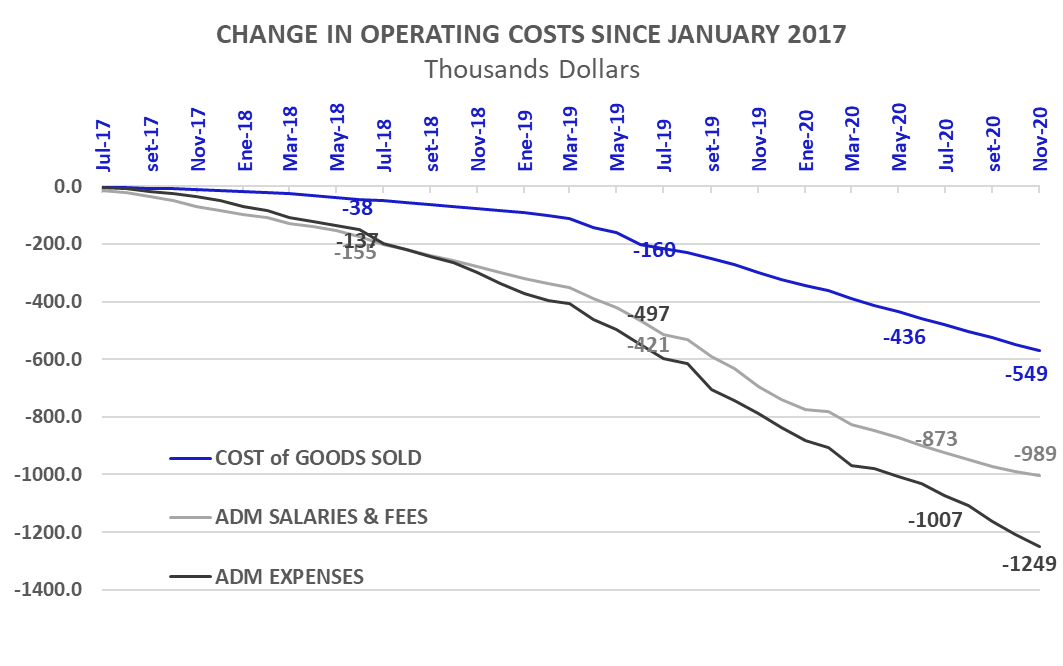 CHANGE IN OPERATING COSTS SINCE JANUARY 2017
Thousands Dollars
Jul-17
set-17
Nov-17
Ene-18
Mar-18
May-18
Jul-18
set-18
Nov-18
Ene-19
Mar-19
May-19
Jul-19
set-19
Nov-19
Ene-20
Mar-20
May-20
Jul-20
set-20
Nov-20
0.0
-200.0
-400.0
-600.0
-800.0
-1000.0
-1200.0
-1400.0
-38
-137
-155
-160
-497
-421
-436
-549
-873
-989
-1007
-1249
COST of GOODS SOLD
ADM SALARIES & FEES
ADM EXPENSES